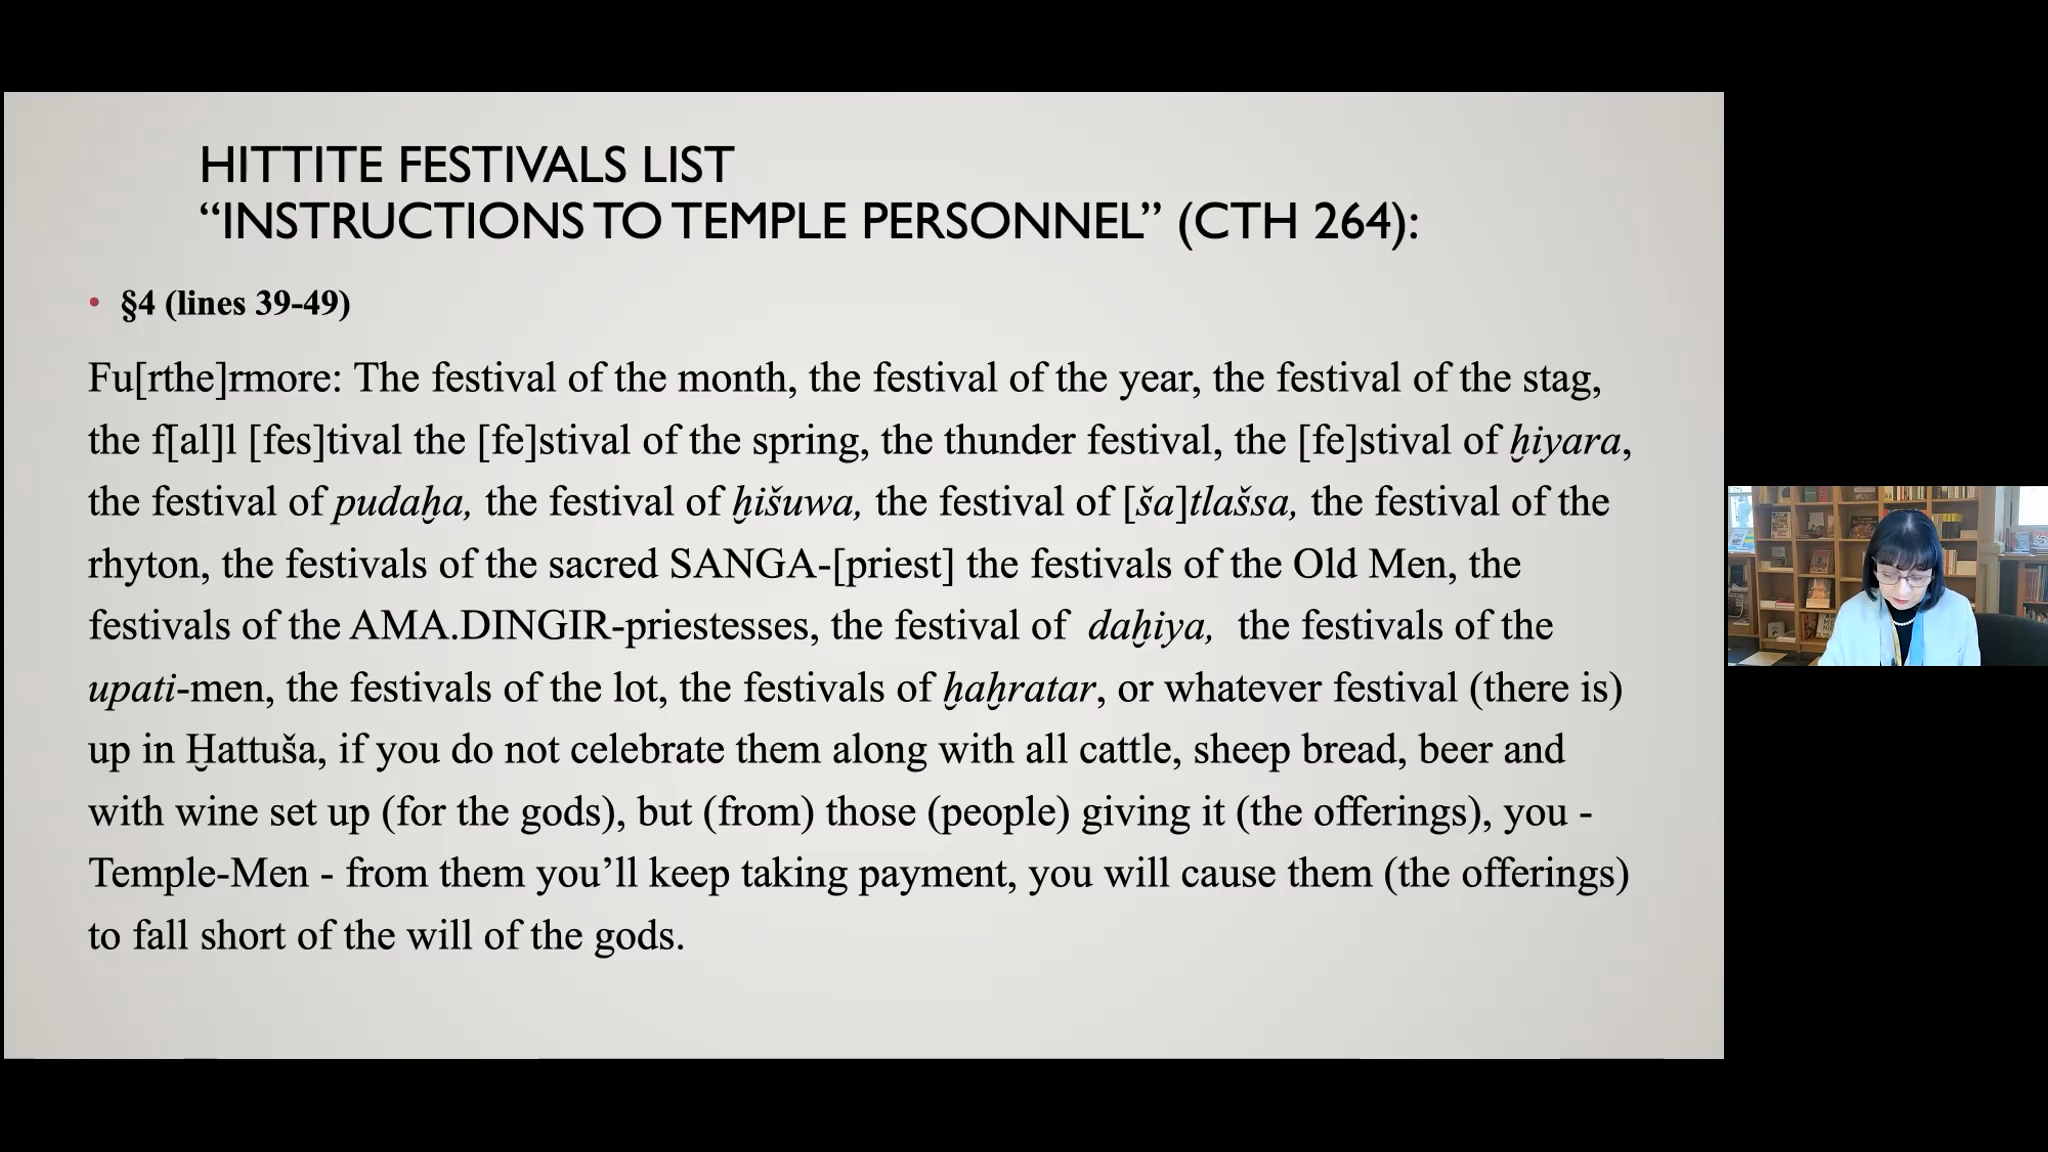 HITTITE FESTIVALS LIST
“INSTRUCTIONS TO TEMPLE PERSONNEL” (CTH 264):
• §4 (lines 39-49)
Fu[rthe]rmore: The festival of the month, the festival of the year, the festival of the stag,
the f[al]l [fes]tival the [fe]stival of the spring, the thunder festival, the [fe]stival of ḫiyara,
the festival of pudaḫa, the festival of ḫišuwa, the festival of [ša]tlašsa, the festival of the
rhyton, the festivals of the sacred SANGA-[priest] the festivals of the Old Men, the
festivals of the AMA.DINGIR-priestesses, the festival of daḫiya, the festivals of the
upati-men, the festivals of the lot, the festivals of ḫaḫratar, or whatever festival (there is)
up in Ḫattuša, if you do not celebrate them along with all cattle, sheep bread, beer and
with wine set up (for the gods), but (from) those (people) giving it (the offerings), you -
Temple-Men - from them you’ll keep taking payment, you will cause them (the offerings)
to fall short of the will of the gods.